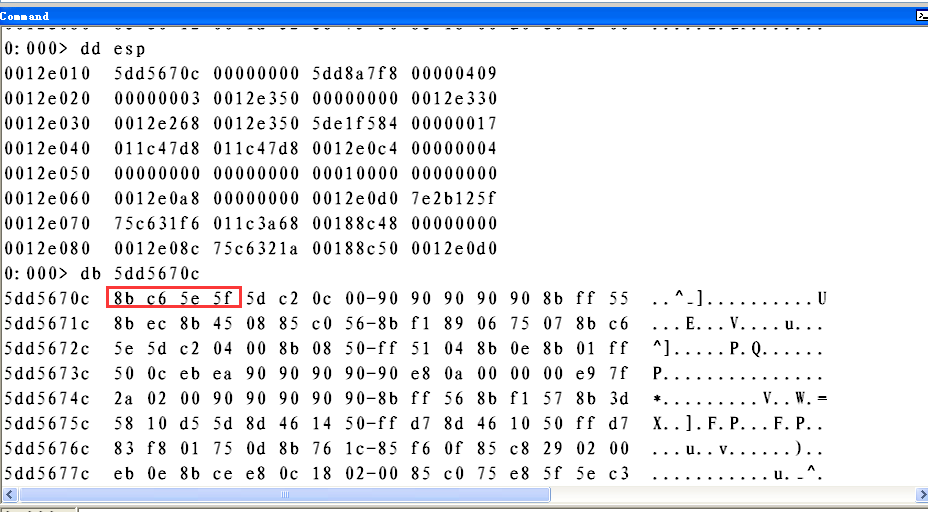 Command
0:000> dd esp
0012e010 5dd5670c 00000000 5dd8a7f8 00000409
0012e020 00000003 0012e350 00000000 0012e330
0012e030 0012e268 0012e350 5de1f584 00000017
0012e040 011c47d8 011c47d8 0012e0c4 00000004
0012e050 00000000 00000000 00010000 00000000
0012e060 0012e0a8 00000000 0012e0d0 7e2b125f
0012e070 75c631f6 011c3a68 00188c48 00000000
0012e080 0012e08c 75c6321a 00188c50 0012e0d0
0:000> db 5dd5670c
5dd5670c 8b c6 5e 5f 5d c2 0c 00-90 90 90 90 90 8b ff 55 ..^_]..........U
5dd5671c 8b ec 8b 45 08 85 c0 56-8b f1 89 06 75 07 8b c6 ...E...V....u...
5dd5672c 5e 5d c2 04 00 8b 08 50-ff 51 04 8b 0e 8b 01 ff ^].....P.Q......
5dd5673c 50 0c eb ea 90 90 90 90-90 e8 0a 00 00 00 e9 7f P...............
5dd5674c 2a 02 00 90 90 90 90 90-8b ff 56 8b f1 57 8b 3d *.........V..W.=
5dd5675c 58 10 d5 5d 8d 46 14 50-ff d7 8d 46 10 50 ff d7 X..].F.P...F.P..
5dd5676c 83 f8 01 75 0d 8b 76 1c-85 f6 0f 85 c8 29 02 00 ...u..v......)..
5dd5677c eb 0e 8b ce e8 0c 18 02-00 85 c0 75 e8 5f 5e c3 ...........u._^.